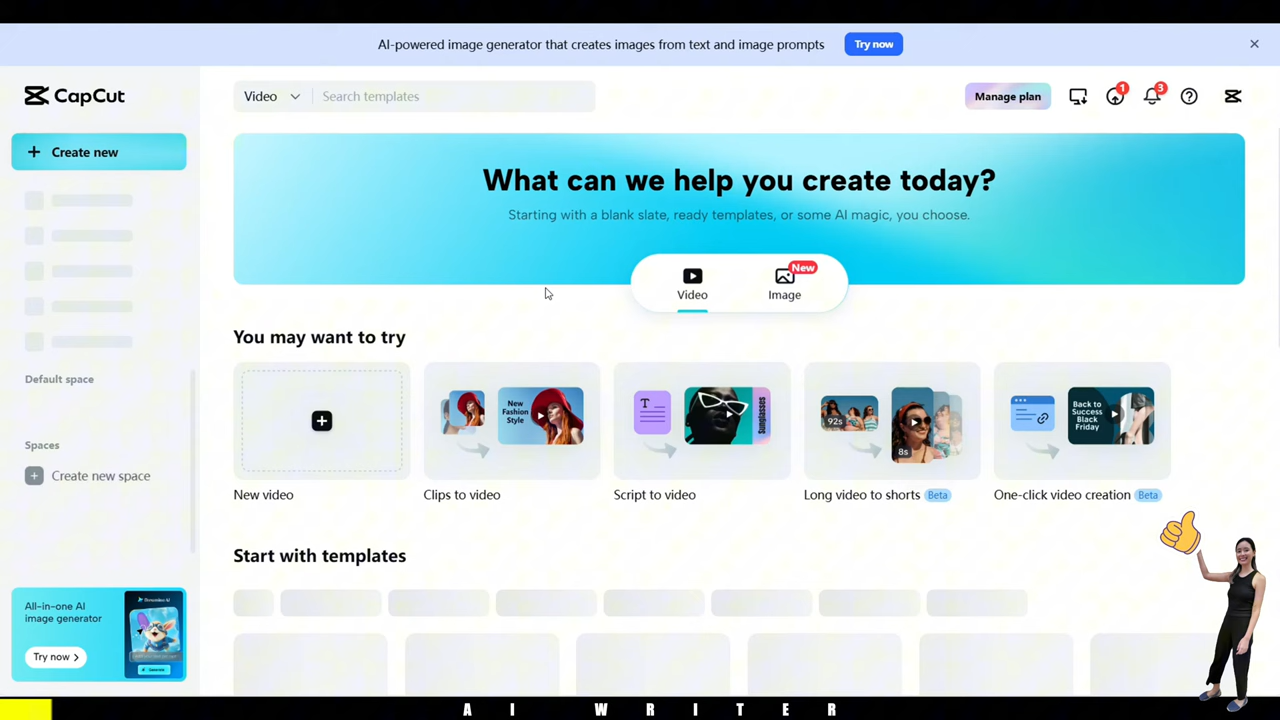 AI-powered image generator that creates images from text and image prompts
Try now
CapCut
Video
Search templates
Manage plan
1
3
Create new
What can we help you create today?
Starting with a blank slate, ready templates, or some AI magic, you choose.
Video
Image
New
Default space
Spaces
Create new space
You may want to try
New Fashion Style
T
Sunglasses
92s
8s
Back to Success Black Friday
New video
Clips to video
Script to video
Long video to shorts Beta
One-click video creation Beta
Start with templates
All-in-one AI
image generator
Try now
AI WRITER